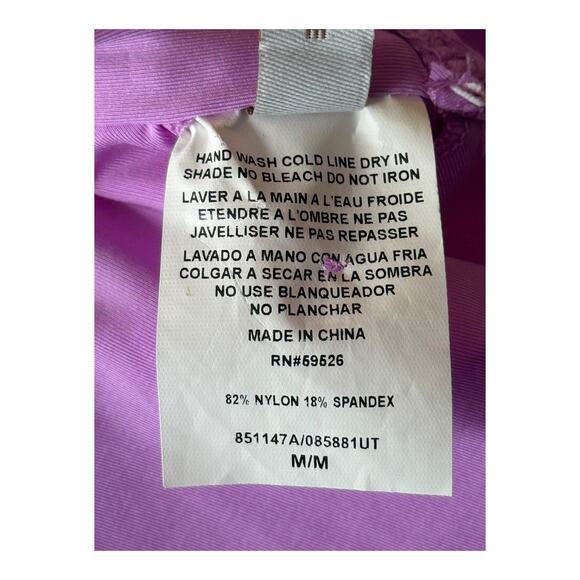 HAND WASH COLD LINE DRY IN
SHADE NO BLEACH DO NOT IRON
LAVER A LA MAIN A L'EAU FROIDE
ETENDRE A L'OMBRE NE PAS
JAVELLISER NE PAS REPASSER
LAVADO A MANO CON AGUA FRIA
COLGAR A SECAR EN LA SOMBRA
NO USE BLANQUEADOR
NO PLANCHAR
MADE IN CHINA
RN#59526
82% NYLON 18% SPANDEX
851147A/085881UT
M/M